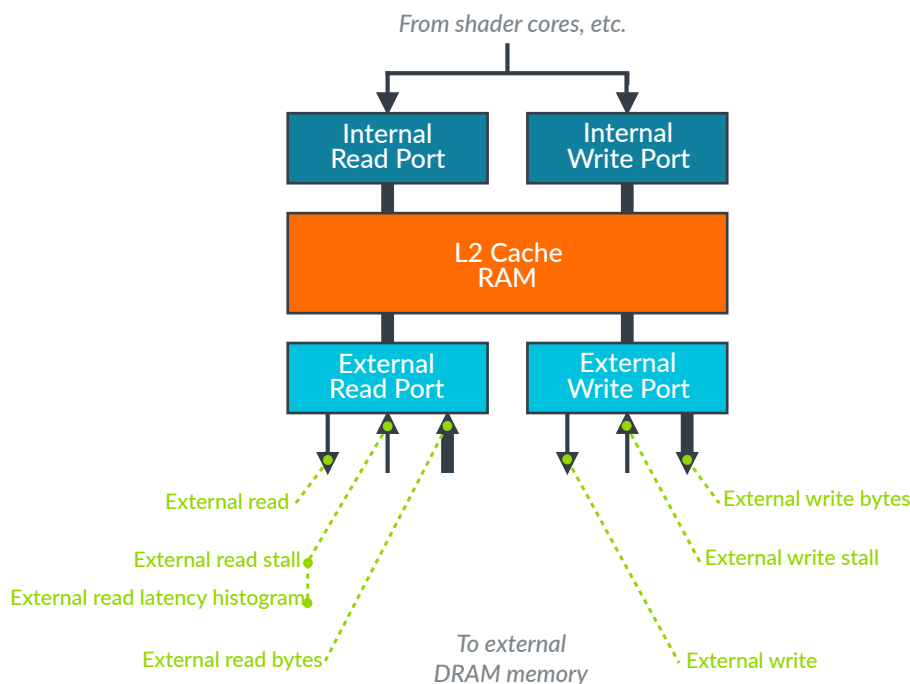 From shader cores, etc.
Internal
Read Port
Internal
Write Port
L2 Cache
RAM
External
Read Port
External
Write Port
External read
External write bytes
External read stall
External write stall
External read latency histogram
External read bytes
External write
To external
DRAM memory